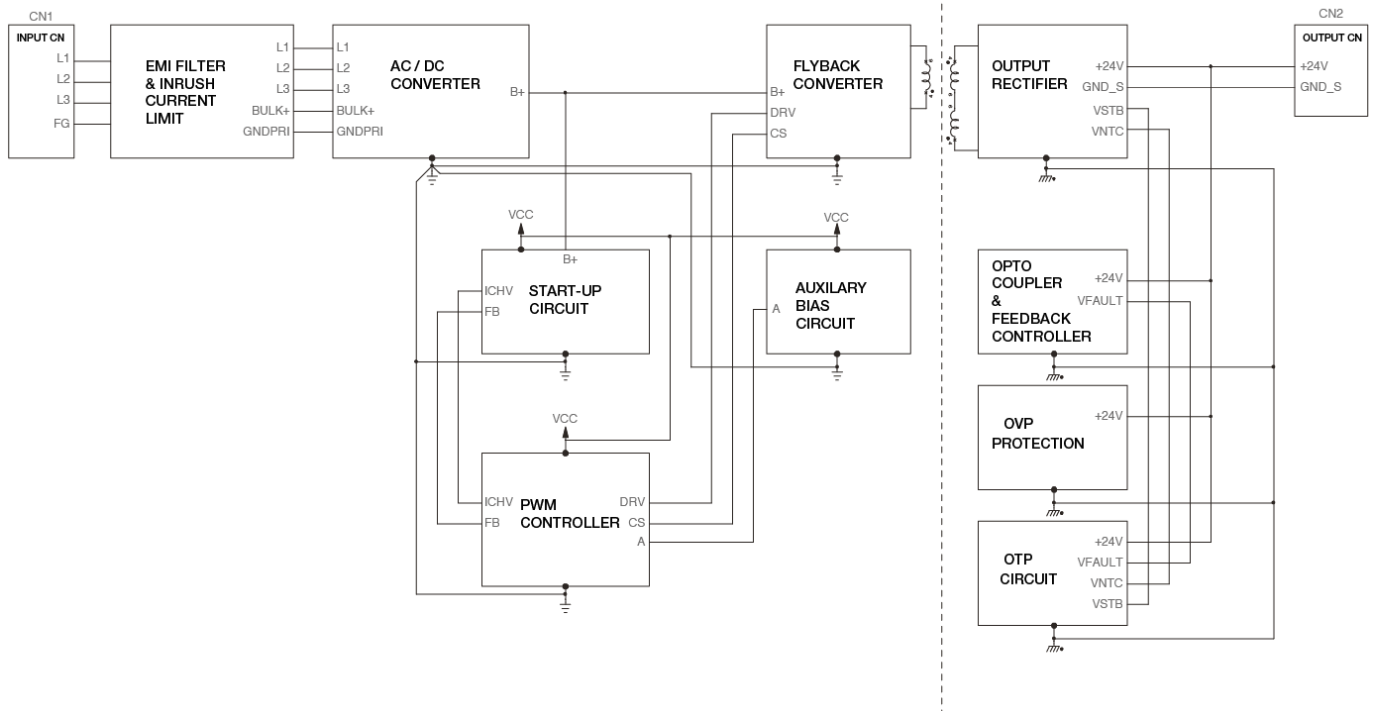 CN1
INPUT CN
L1
L2
L3
FG
EMI FILTER
& INRUSH
CURRENT
LIMIT
L1
L2
L3
BULK+
GNDPRI
L1
L2
L3
BULK+
GNDPRI
AC / DC
CONVERTER
B+
FLYBACK
CONVERTER
B+
DRV
CS
OUTPUT
RECTIFIER
+24V
GND_S
VSTB
VNTC
CN2
OUTPUT CN
+24V
GND_S
VCC
B+
START-UP
CIRCUIT
ICHV
FB
VCC
AUXILARY
BIAS
CIRCUIT
A
OPTO
COUPLER
&
FEEDBACK
CONTROLLER
+24V
VFAULT
OVP
PROTECTION
+24V
VCC
PWM
CONTROLLER
ICHV
FB
DRV
CS
A
OTP
CIRCUIT
+24V
VFAULT
VNTC
VSTB